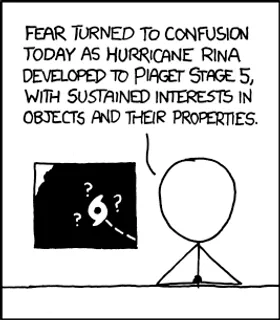 FEAR TURNED TO CONFUSION
TODAY AS HURRICANE RINA
DEVELOPED TO PIAGET STAGE 5,
WITH SUSTAINED INTERESTS IN
OBJECTS AND THEIR PROPERTIES.
?
? ?